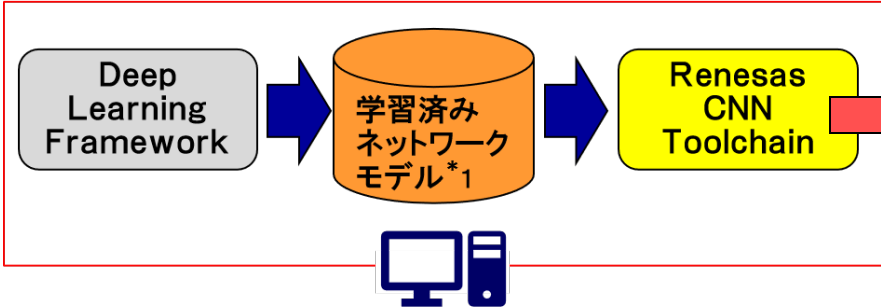 Deep
Learning
Framework
学習済み
ネットワーク
モデル*1
Renesas
CNN
Toolchain